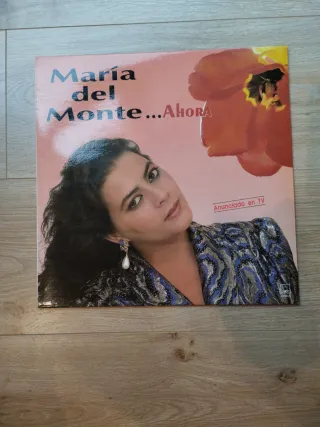 María
del
Monte...Ahora
Anunciado en TV